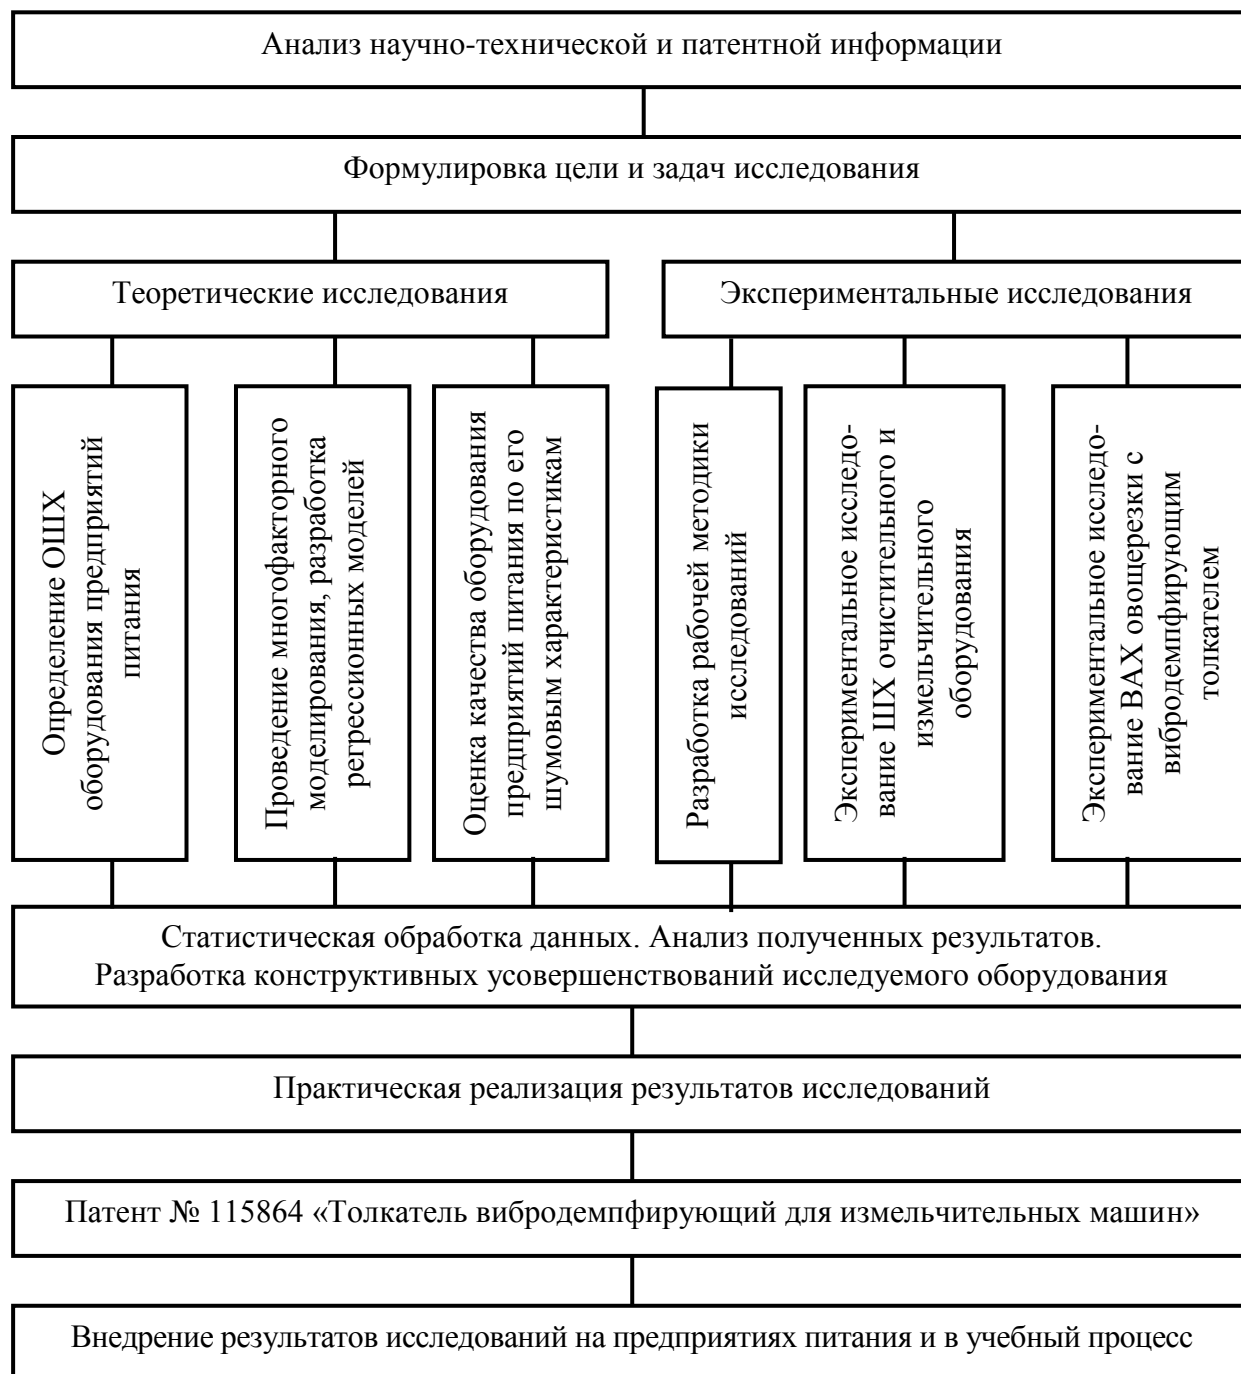 Анализ научно-технической и патентной информации
Формулировка цели и задач исследования
Теоретические исследования
Экспериментальные исследования
Определение ОШХ
оборудования предприятий
питания
Проведение многофакторного
моделирования, разработка
регрессионных моделей
Оценка качества оборудования
предприятий питания по его
шумовым характеристикам
Разработка рабочей методики
исследований
Экспериментальное исследо-
вание ШХ очистительного и
измельчительного
оборудования
Экспериментальное исследо-
вание ВАХ овощерезки с
вибродемпфирующим
толкателем
Статистическая обработка данных. Анализ полученных результатов.
Разработка конструктивных усовершенствований исследуемого оборудования
Практическая реализация результатов исследований
Патент № 115864 «Толкатель вибродемпфирующий для измельчительных машин»
Внедрение результатов исследований на предприятиях питания и в учебный процесс